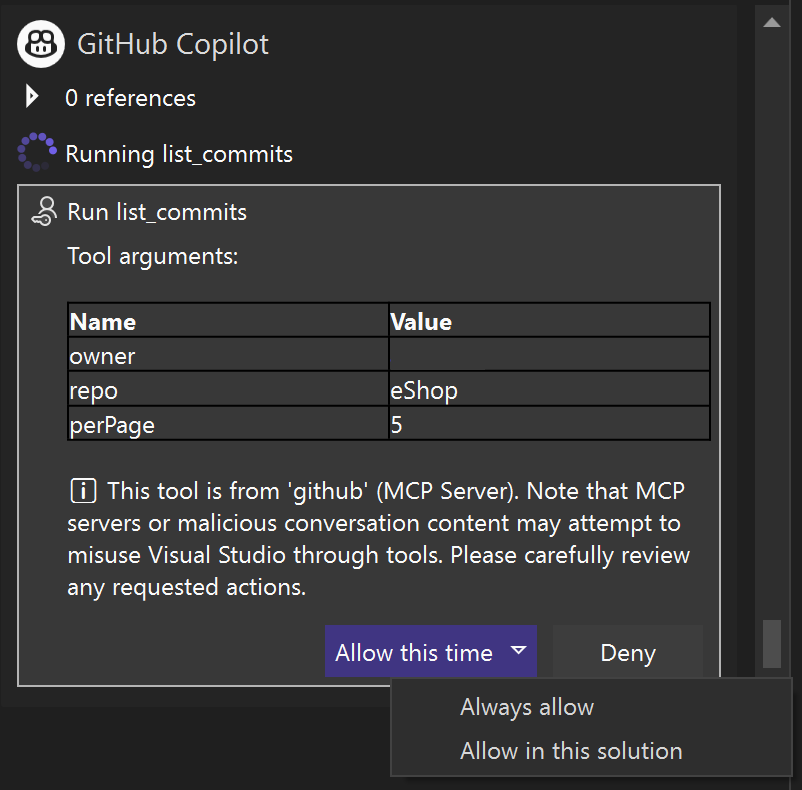 GitHub Copilot
0 references
Running list_commits
Run list_commits
Tool arguments:
Name Value
owner
repo eShop
perPage 5
This tool is from 'github' (MCP Server). Note that MCP
servers or malicious conversation content may attempt to
misuse Visual Studio through tools. Please carefully review
any requested actions.
Allow this time Deny
Always allow
Allow in this solution